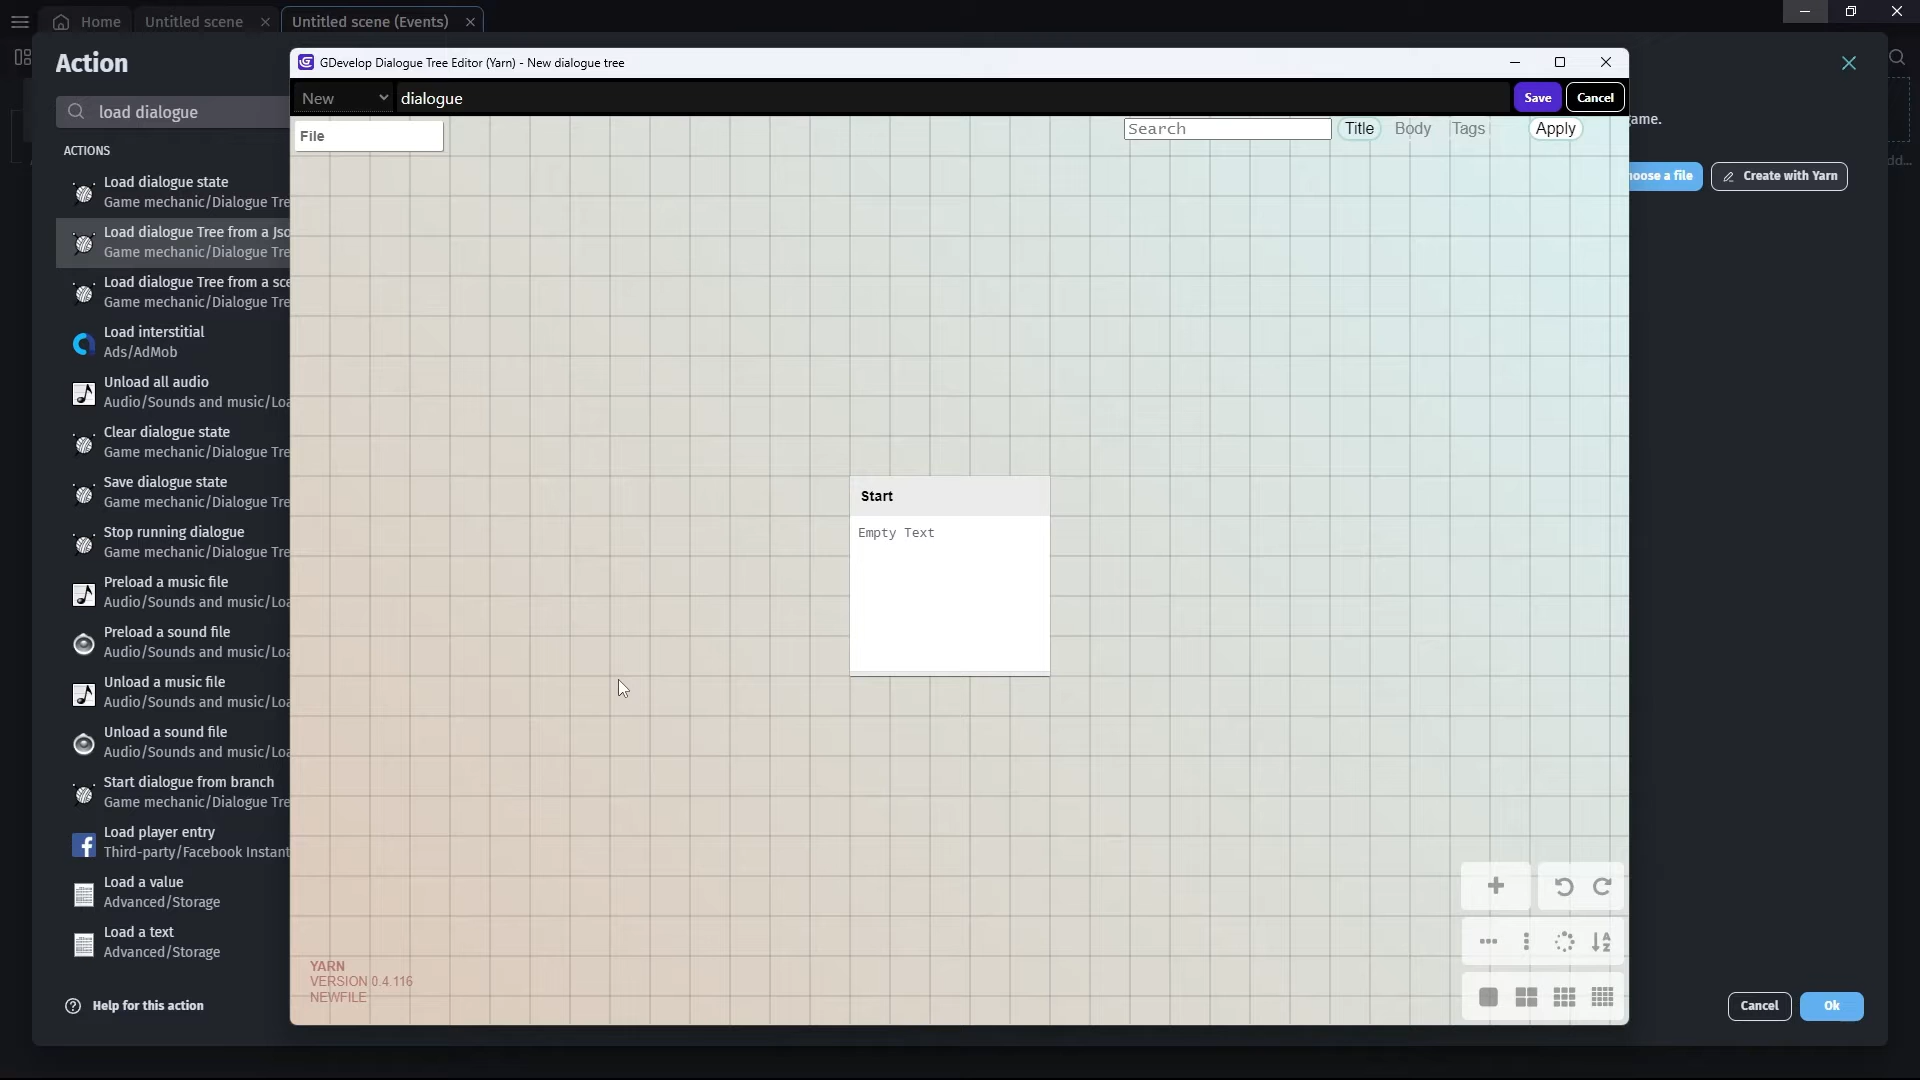 Home
Untitled scene
Untitled scene (Events)
Action
load dialogue
ACTIONS
Load dialogue state
Game mechanic/Dialogue Tre
Load dialogue Tree from a Jso
Game mechanic/Dialogue Tre
Load dialogue Tree from a sce
Game mechanic/Dialogue Tre
Load interstitial
Ads/AdMob
Unload all audio
Audio/Sounds and music/Loa
Clear dialogue state
Game mechanic/Dialogue Tre
Save dialogue state
Game mechanic/Dialogue Tre
Stop running dialogue
Game mechanic/Dialogue Tre
Preload a music file
Audio/Sounds and music/Loa
Preload a sound file
Audio/Sounds and music/Loa
Unload a music file
Audio/Sounds and music/Loa
Unload a sound file
Audio/Sounds and music/Loa
Start dialogue from branch
Game mechanic/Dialogue Tre
Load player entry
Third-party/Facebook Instant
Load a value
Advanced/Storage
Load a text
Advanced/Storage
Help for this action
GDevelop Dialogue Tree Editor (Yarn) - New dialogue tree
New
dialogue
Save
Cancel
File
Search
Title
Body
Tags
Apply
Start
Empty Text
YARN
VERSION 0.4.116
NEWFILE
ame.
hoose a file
Create with Yarn
dd...
Cancel
Ok